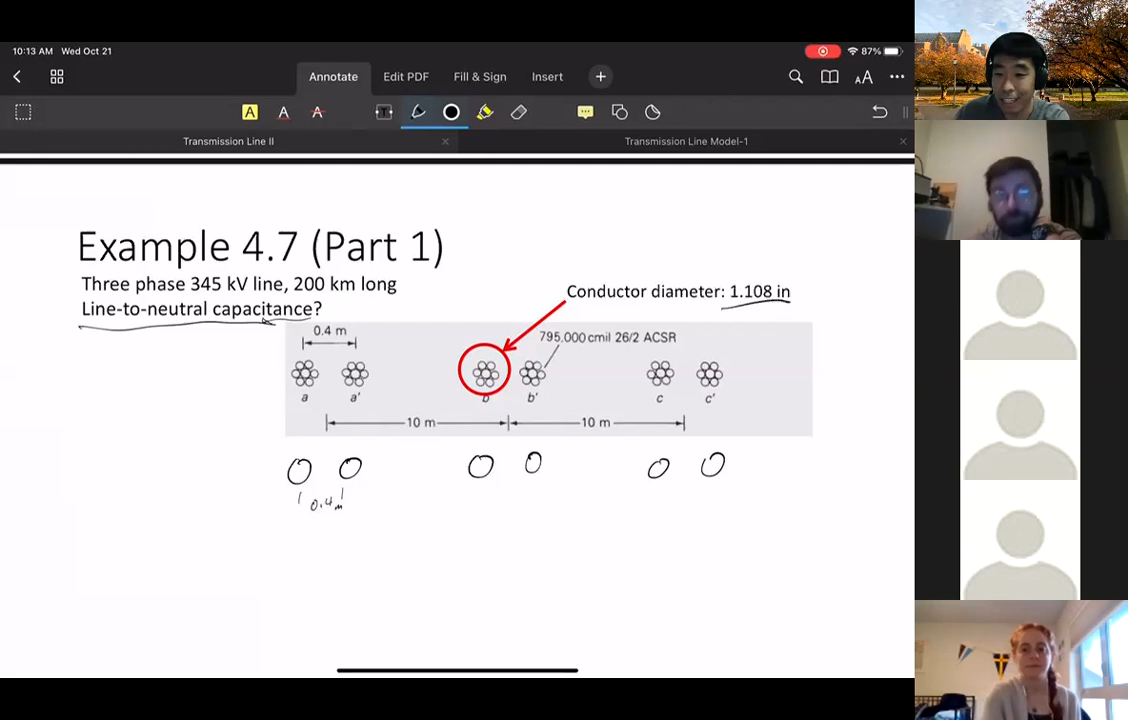 10:13 AM Wed Oct 21
87%
Annotate Edit PDF Fill & Sign Insert
A A A T AA
Transmission Line II
Transmission Line Model-1
Example 4.7 (Part 1)
Three phase 345 kV line, 200 km long
Line-to-neutral capacitance?
Conductor diameter: 1.108 in
0.4 m
795,000 cmil 26/2 ACSR
a a' b b' c c'
10 m 10 m
0.4 m